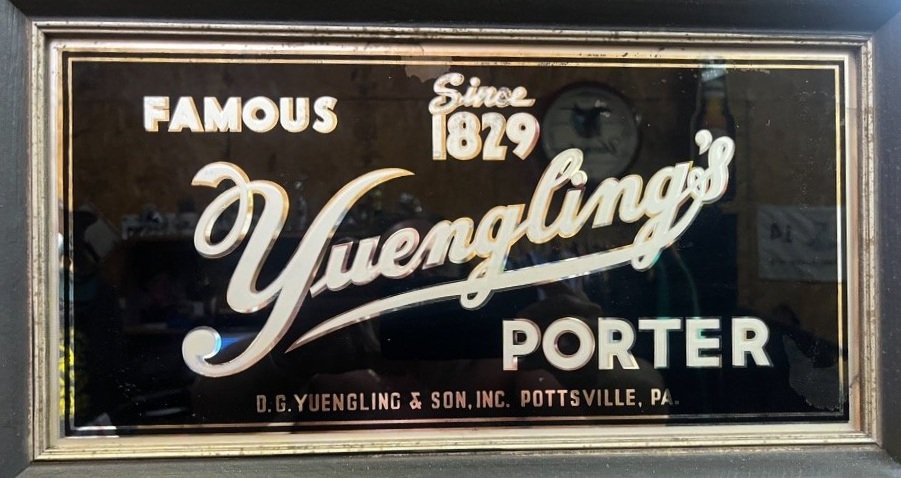 FAMOUS
Since
1829
Yuengling's
PORTER
D.G. YUENGLING & SON, INC. POTTSVILLE, PA.